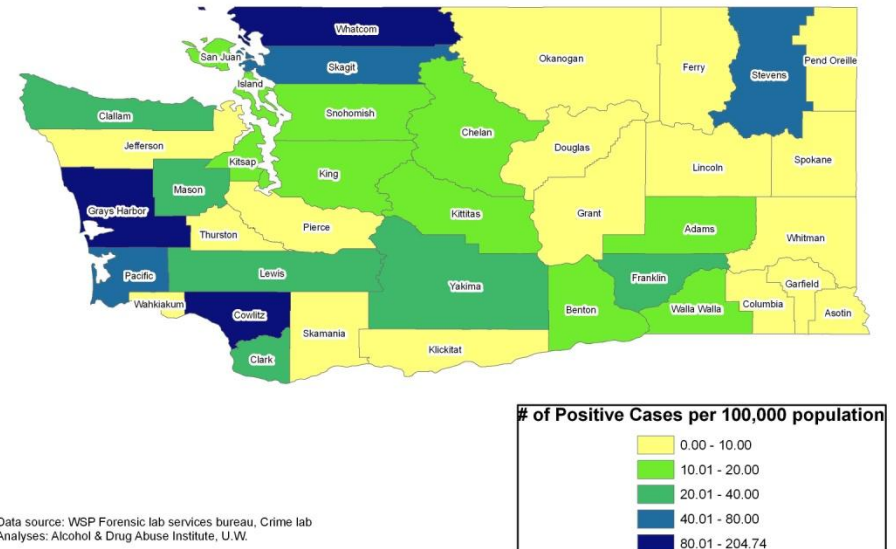 Whatcom
San Juan
Skagit
Okanogan
Ferry
Stevens
Pend Oreille
Island
Clallam
Snohomish
Chelan
Jefferson
Douglas
Kitsap
King
Lincoln
Spokane
Mason
Grays Harbor
Kittitas
Grant
Thurston
Pierce
Adams
Whitman
Pacific
Lewis
Yakima
Franklin
Garfield
Wahkiakum
Cowlitz
Benton
Walla Walla
Columbia
Asotin
Skamania
Klickitat
Clark
# of Positive Cases per 100,000 population
0.00 - 10.00
10.01 - 20.00
20.01 - 40.00
40.01 - 80.00
80.01 - 204.74
Data source: WSP Forensic lab services bureau, Crime lab
Analyses: Alcohol & Drug Abuse Institute, U.W.